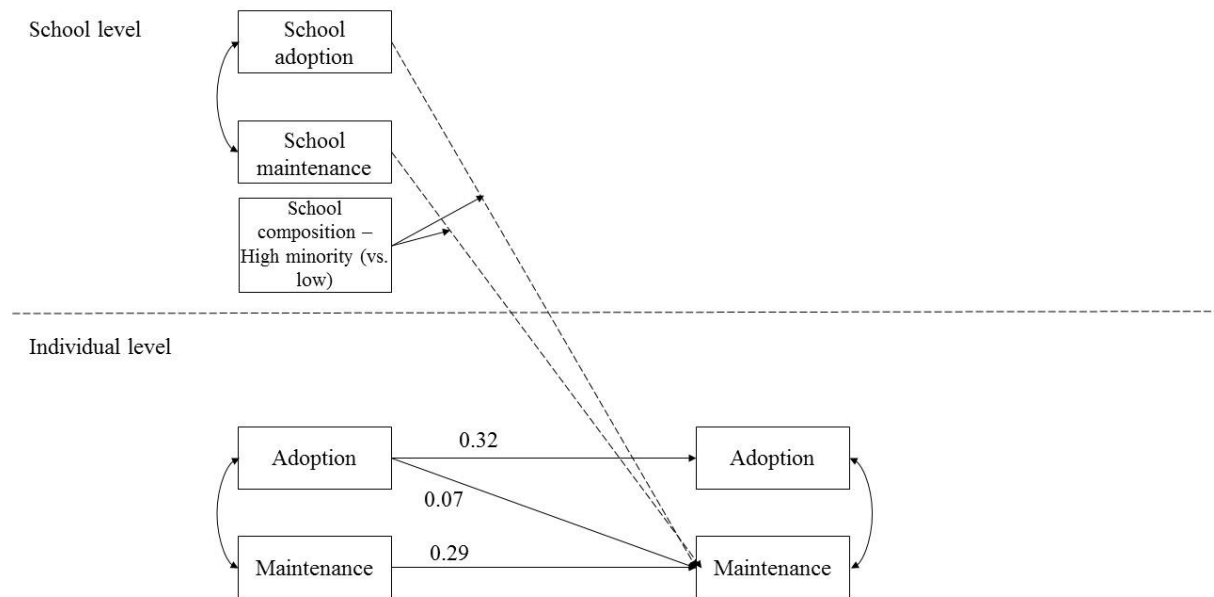 School level
School
adoption
School
maintenance
School
composition –
High minority (vs.
low)
Individual level
Adoption
0.32
Adoption
0.07
Maintenance
0.29
Maintenance